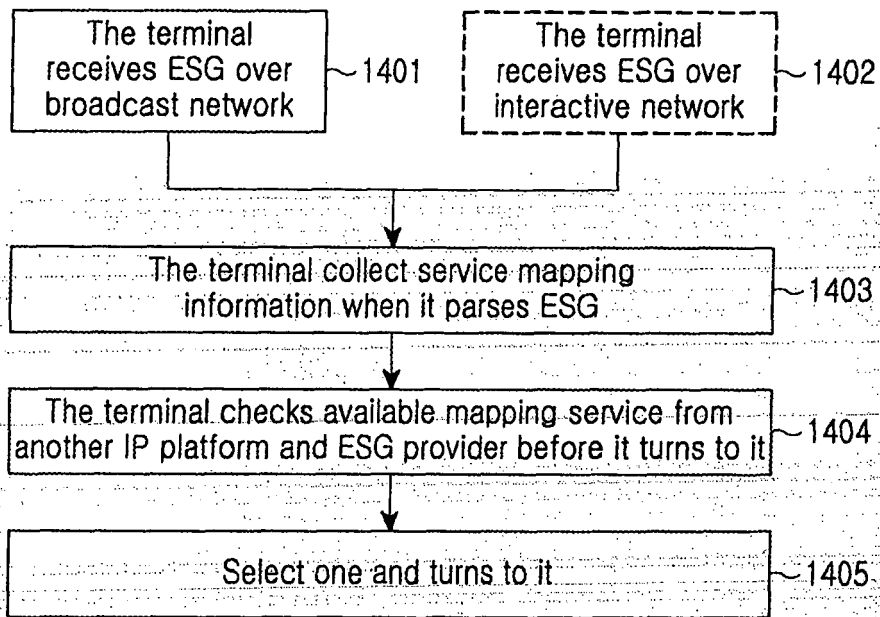 The terminal
receives ESG over
broadcast network
1401
The terminal
receives ESG over
interactive network
1402
The terminal collect service mapping
information when it parses ESG
1403
The terminal checks available mapping service from
another IP platform and ESG provider before it turns to it
1404
Select one and turns to it
1405